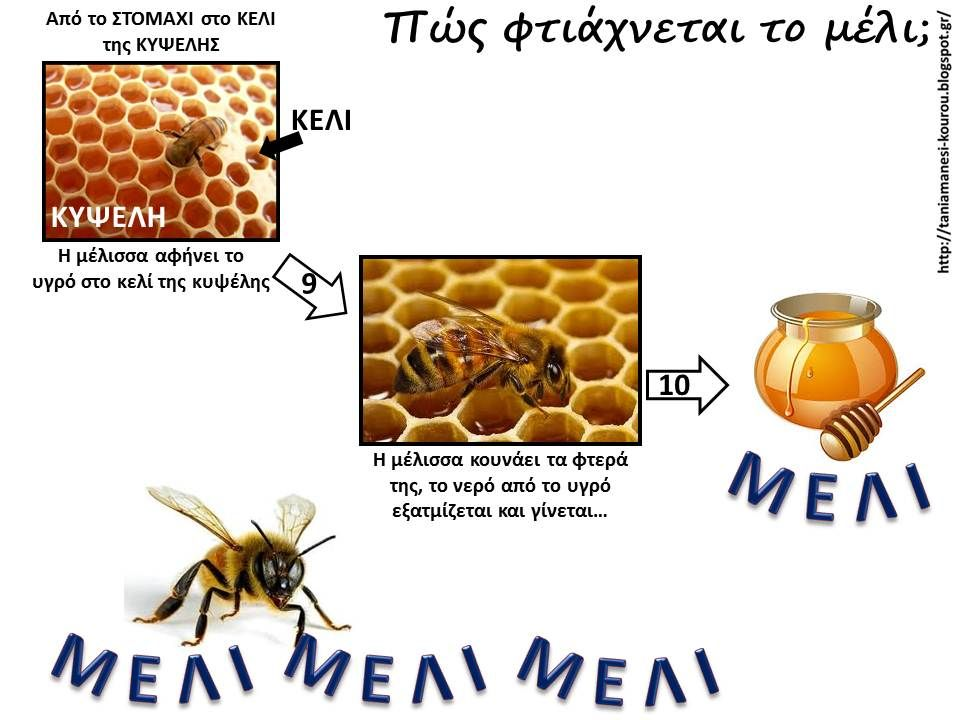 Πώς φτιάχνεται το μέλι;
http://taniamanesi-kourou.blogspot.gr/
Από το ΣΤΟΜΑΧΙ στο ΚΕΛΙ
της ΚΥΨΕΛΗΣ
ΚΕΛΙ
ΚΥΨΕΛΗ
Η μέλισσα αφήνει το
υγρό στο κελί της κυψέλης
9
10
Η μέλισσα κουνάει τα φτερά
της, το νερό από το υγρό
εξατμίζεται και γίνεται...
ΜΕΛΙ
ΜΕΛΙ ΜΕΛΙ ΜΕΛΙ